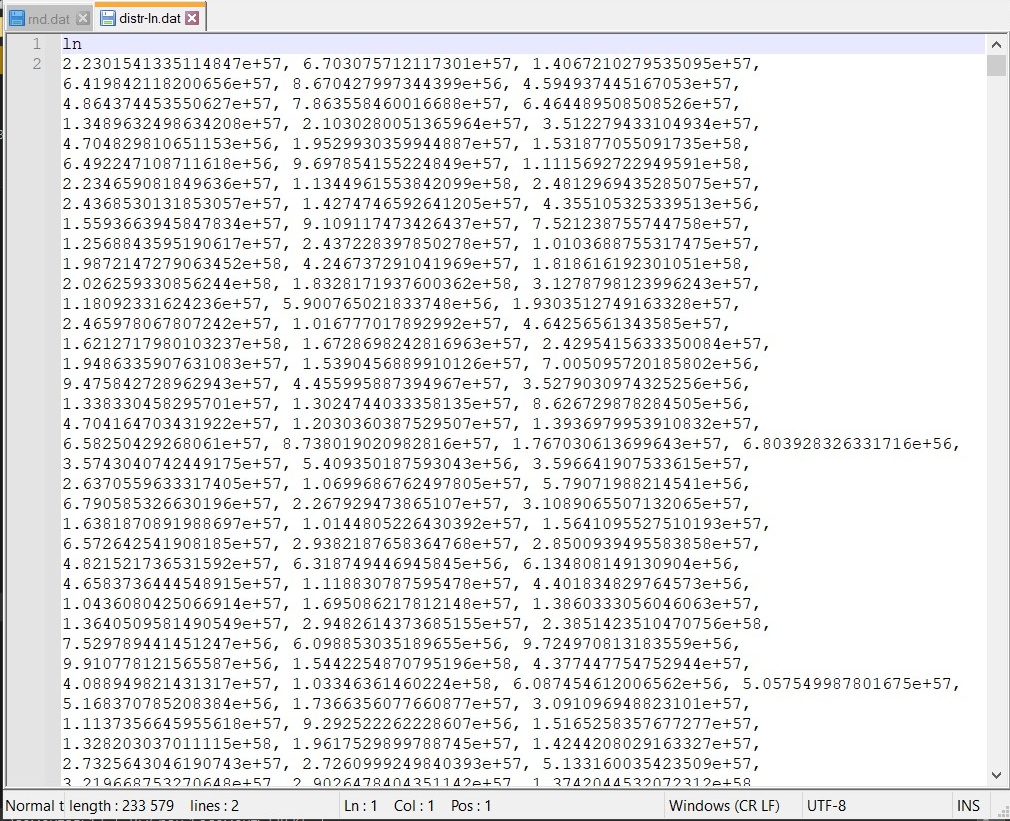 rnd.dat distr-ln.dat
1 ln
2 2.2301541335114847e+57, 6.703075712117301e+57, 1.4067210279535095e+57,
6.419842118200656e+57, 8.670427997344399e+56, 4.594937445167053e+57,
4.864374453550627e+57, 7.863558460016688e+57, 6.464489508508526e+57,
1.3489632498634208e+57, 2.1030280051365964e+57, 3.512279433104934e+57,
4.704829810651153e+56, 1.9529930359944887e+57, 1.531877055091735e+58,
6.492247108711618e+56, 9.697854155224849e+57, 1.1115692722949591e+58,
2.234659081849636e+57, 1.1344961553842099e+58, 2.4812969435285075e+57,
2.4368530131853057e+57, 1.4274746592641205e+57, 4.355105325339513e+56,
1.5593663945847834e+57, 9.109117473426437e+57, 7.521238755744758e+57,
1.2568843595190617e+57, 2.437228397850278e+57, 1.0103688755317475e+57,
1.98721472790634​52e+58, 4.246737291041969e+57, 1.818616192301051e+58,
2.026259330856244e+58, 1.8328171937600362e+58, 3.1278798123996243e+57,
1.18092331624236e+57, 5.900765021833748e+56, 1.9303512749163328e+57,
2.465978067807242e+57, 1.016777017892992e+57, 4.64256561343585e+57,
1.6212717980103237e+58, 1.6728698242816963e+57, 2.4295415633350084e+57,
1.9486335907631083e+57, 1.5390456889910126e+57, 7.005095720185802e+56,
9.475842728962943e+57, 4.455995887394967e+57, 3.5279030974325256e+56,
1.338330458295701e+57, 1.3024744033358135e+57, 8.626729878284505e+56,
4.704164703431922e+57, 1.2030360387529507e+57, 1.3936979953910832e+57,
6.58250429268061e+57, 8.738019020982816e+57, 1.767030613699643e+57, 6.803928326331716e+56,
3.5743040742449175e+57, 5.409350187593043e+56, 3.596641907533615e+57,
2.6370559633317405e+57, 1.0699686762497805e+57, 5.79071988214541e+56,
6.790585326630196e+57, 2.267929473865107e+57, 3.1089065507132065e+57,
1.6381870891988697e+57, 1.0144805226430392e+57, 1.5641095527510193e+57,
6.572642541908185e+57, 2.9382187658364768e+57, 2.8500939495583858e+57,
4.821521736531592e+57, 6.318749446945845e+56, 6.134808149130904e+56,
4.6583736444548915e+57, 1.118830787595478e+57, 4.401834829764573e+56,
1.0436080425066914e+57, 1.695086217812148e+57, 1.3860333056046063e+57,
1.3640509581490549e+57, 2.9482614373685155e+57, 2.3851423510470756e+58,
7.529789441451247e+56, 6.098853035189655e+56, 9.724970813183559e+56,
9.910778121565587e+56, 1.5442254870795196e+58, 4.377447754752944e+57,
4.088949821431317e+57, 1.03346361460224e+58, 6.087454612006562e+56, 5.057549987801675e+57,
5.168370785208384e+56, 1.7366356077660877e+57, 3.091096948823101e+57,
1.1137356645955618e+57, 9.292522262228607e+56, 1.5165258357677277e+57,
1.328203037011115e+58, 1.9617529899788745e+57, 1.4244208029163327e+57,
2.7325643046190743e+57, 2.7260999249840393e+57, 5.133160035423509e+57,
3.219668753270648e+57, 2.9026478404351142e+57, 1.3742044532072312e+58
Normal t length : 233 579 lines : 2 Ln : 1 Col : 1 Pos : 1 Windows (CR LF) UTF-8 INS